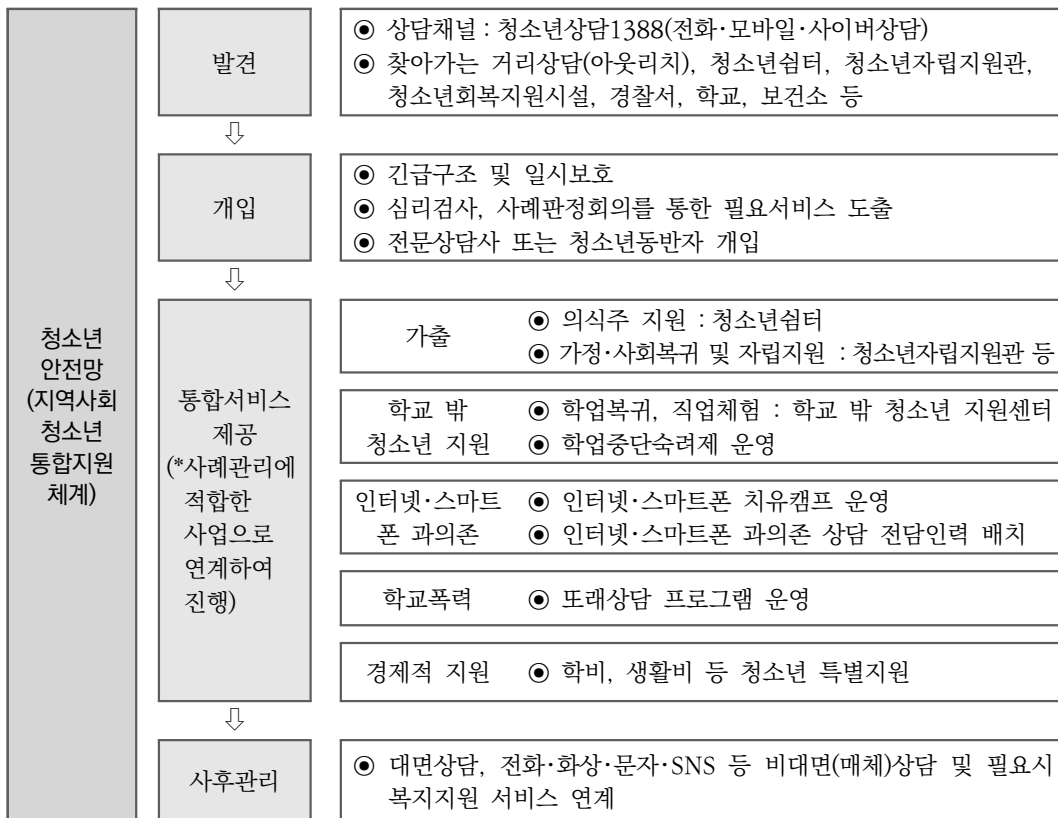 청소년
안전망
(지역사회
청소년
통합지원
체계)
발견
◉ 상담채널 : 청소년상담1388(전화·모바일·사이버상담)
◉ 찾아가는 거리상담(아웃리치), 청소년쉼터, 청소년자립지원관,
청소년회복지원시설, 경찰서, 학교, 보건소 등
⇩
개입
◉ 긴급구조 및 일시보호
◉ 심리검사, 사례판정회의를 통한 필요서비스 도출
◉ 전문상담사 또는 청소년동반자 개입
⇩
통합서비스
제공
(*사례관리에
적합한
사업으로
연계하여
진행)
가출
◉ 의식주 지원 : 청소년쉼터
◉ 가정·사회복귀 및 자립지원 : 청소년자립지원관 등
학교 밖
청소년 지원
◉ 학업복귀, 직업체험 : 학교 밖 청소년 지원센터
◉ 학업중단숙려제 운영
인터넷·스마트
폰 과의존
◉ 인터넷·스마트폰 치유캠프 운영
◉ 인터넷·스마트폰 과의존 상담 전담인력 배치
학교폭력
◉ 또래상담 프로그램 운영
경제적 지원
◉ 학비, 생활비 등 청소년 특별지원
⇩
사후관리
◉ 대면상담, 전화·화상·문자·SNS 등 비대면(매체)상담 및 필요시
복지지원 서비스 연계